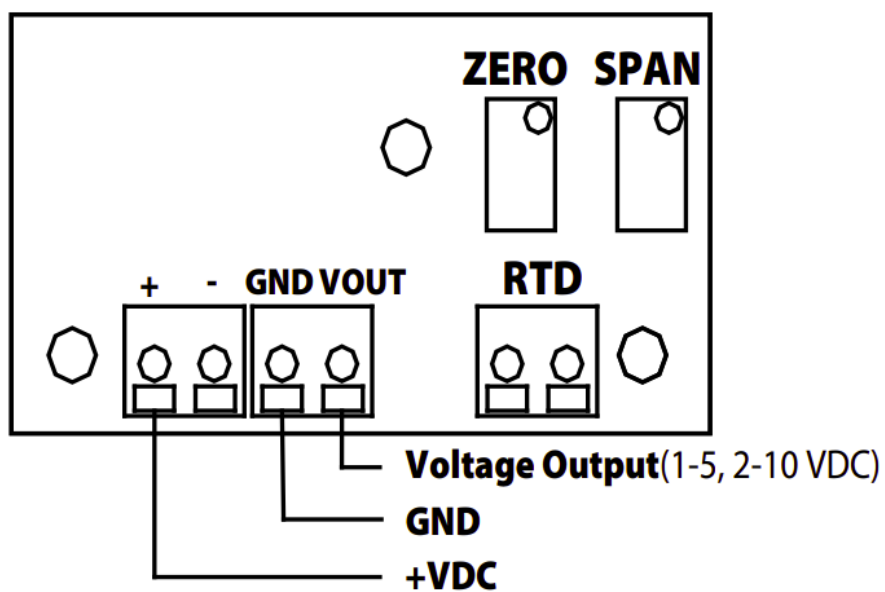 ZERO SPAN
+ - GND VOUT RTD
Voltage Output(1-5, 2-10 VDC)
GND
+VDC